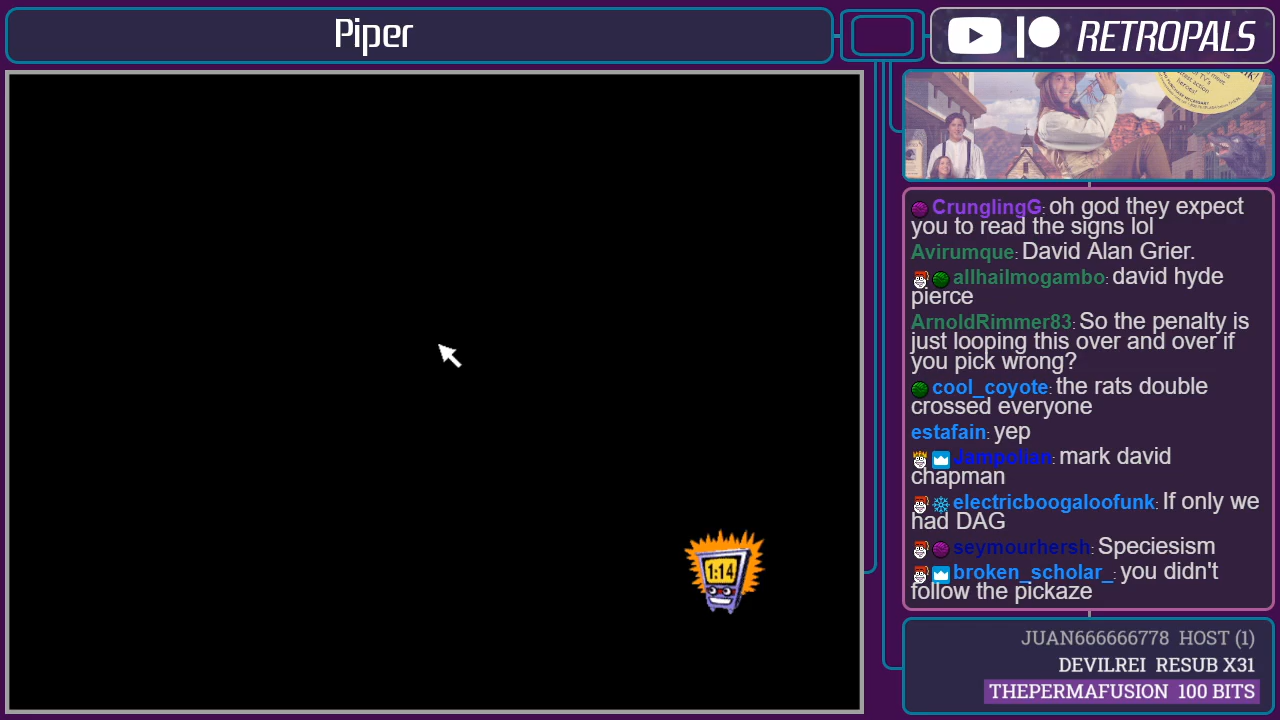 Piper
RETROPALS
CrunglingG: oh god they expect
you to read the signs lol
Avirumque: David Alan Grier.
allhailmogambo: david hyde
pierce
ArnoldRimmer83: So the penalty is
just looping this over and over if
you pick wrong?
cool_coyote: the rats double
crossed everyone
estafain: yep
Jampolian: mark david
chapman
electricboogaloofunk: If only we
had DAG
seymourhersh: Speciesism
broken_scholar_: you didn't
follow the pickaze
1:14
JUAN666666778 HOST (1)
DEVILREI RESUB X31
THEPERMAFUSION 100 BITS